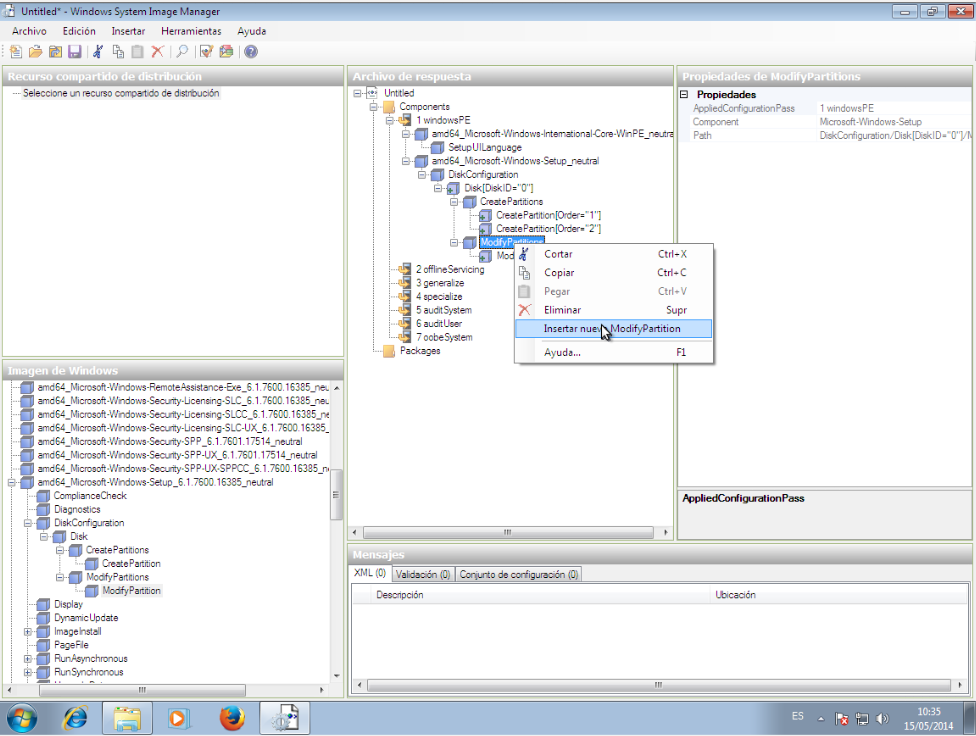 Untitled* - Windows System Image Manager
Archivo Edición Insertar Herramientas Ayuda
Recurso compartido de distribución
Seleccione un recurso compartido de distribución
Archivo de respuesta
Untitled
Components
1 windowsPE
amd64_Microsoft-Windows-International-Core-WinPE_neutra
SetupUILanguage
amd64_Microsoft-Windows-Setup_neutral
DiskConfiguration
Disk[DiskID="0"]
CreatePartitions
CreatePartition[Order="1"]
CreatePartition[Order="2"]
ModifyPartitions
Mod
2 offlineServicing
3 generalize
4 specialize
5 auditSystem
6 auditUser
7 oobeSystem
Packages
Cortar Ctrl+X
Copiar Ctrl+C
Pegar Ctrl+V
Eliminar Supr
Insertar nuevo ModifyPartition
Ayuda... F1
Propiedades de ModifyPartitions
Propiedades
AppliedConfigurationPass 1 windowsPE
Component Microsoft-Windows-Setup
Path DiskConfiguration/Disk[DiskID="0"]/M
AppliedConfigurationPass
Imagen de Windows
amd64_Microsoft-Windows-RemoteAssistance-Exe_6.1.7600.16385_neu
amd64_Microsoft-Windows-Security-Licensing-SLC_6.1.7600.16385_neu
amd64_Microsoft-Windows-Security-Licensing-SLCC_6.1.7600.16385_ne
amd64_Microsoft-Windows-Security-Licensing-SLC-UX_6.1.7600.16385_
amd64_Microsoft-Windows-Security-SPP_6.1.7601.17514_neutral
amd64_Microsoft-Windows-Security-SPP-UX_6.1.7601.17514_neutral
amd64_Microsoft-Windows-Security-SPP-UX-SPPCC_6.1.7600.16385_n
amd64_Microsoft-Windows-Setup_6.1.7600.16385_neutral
ComplianceCheck
Diagnostics
DiskConfiguration
Disk
CreatePartitions
CreatePartition
ModifyPartitions
ModifyPartition
Display
DynamicUpdate
ImageInstall
PageFile
RunAsynchronous
RunSynchronous
Mensajes
XML (0) Validación (0) Conjunto de configuración (0)
Descripción Ubicación
ES 10:35
15/05/2014